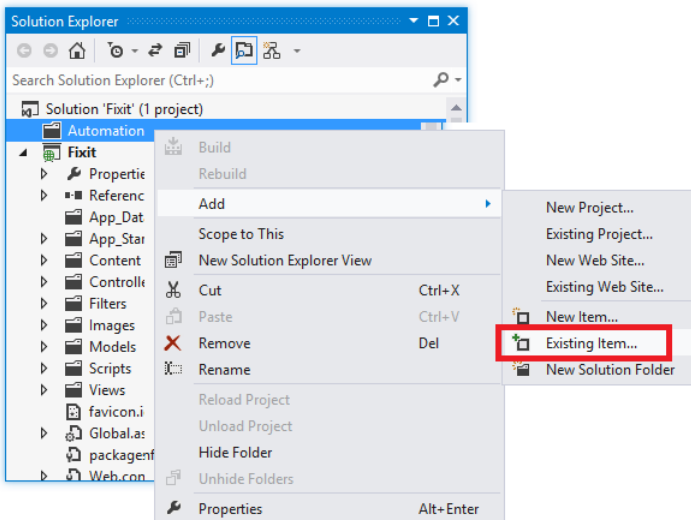 Solution Explorer
Search Solution Explorer (Ctrl+;)
Solution 'Fixit' (1 project)
Automation
Fixit
Propertie
Referenc
App_Dat
App_Star
Content
Controlle
Filters
Images
Models
Scripts
Views
favicon.i
Global.as
packagenf
Web.con
Build
Rebuild
Add
Scope to This
New Solution Explorer View
Cut Ctrl+X
Paste Ctrl+V
Remove Del
Rename
Reload Project
Unload Project
Hide Folder
Unhide Folders
Properties Alt+Enter
New Project...
Existing Project...
New Web Site...
Existing Web Site...
New Item...
Existing Item...
New Solution Folder